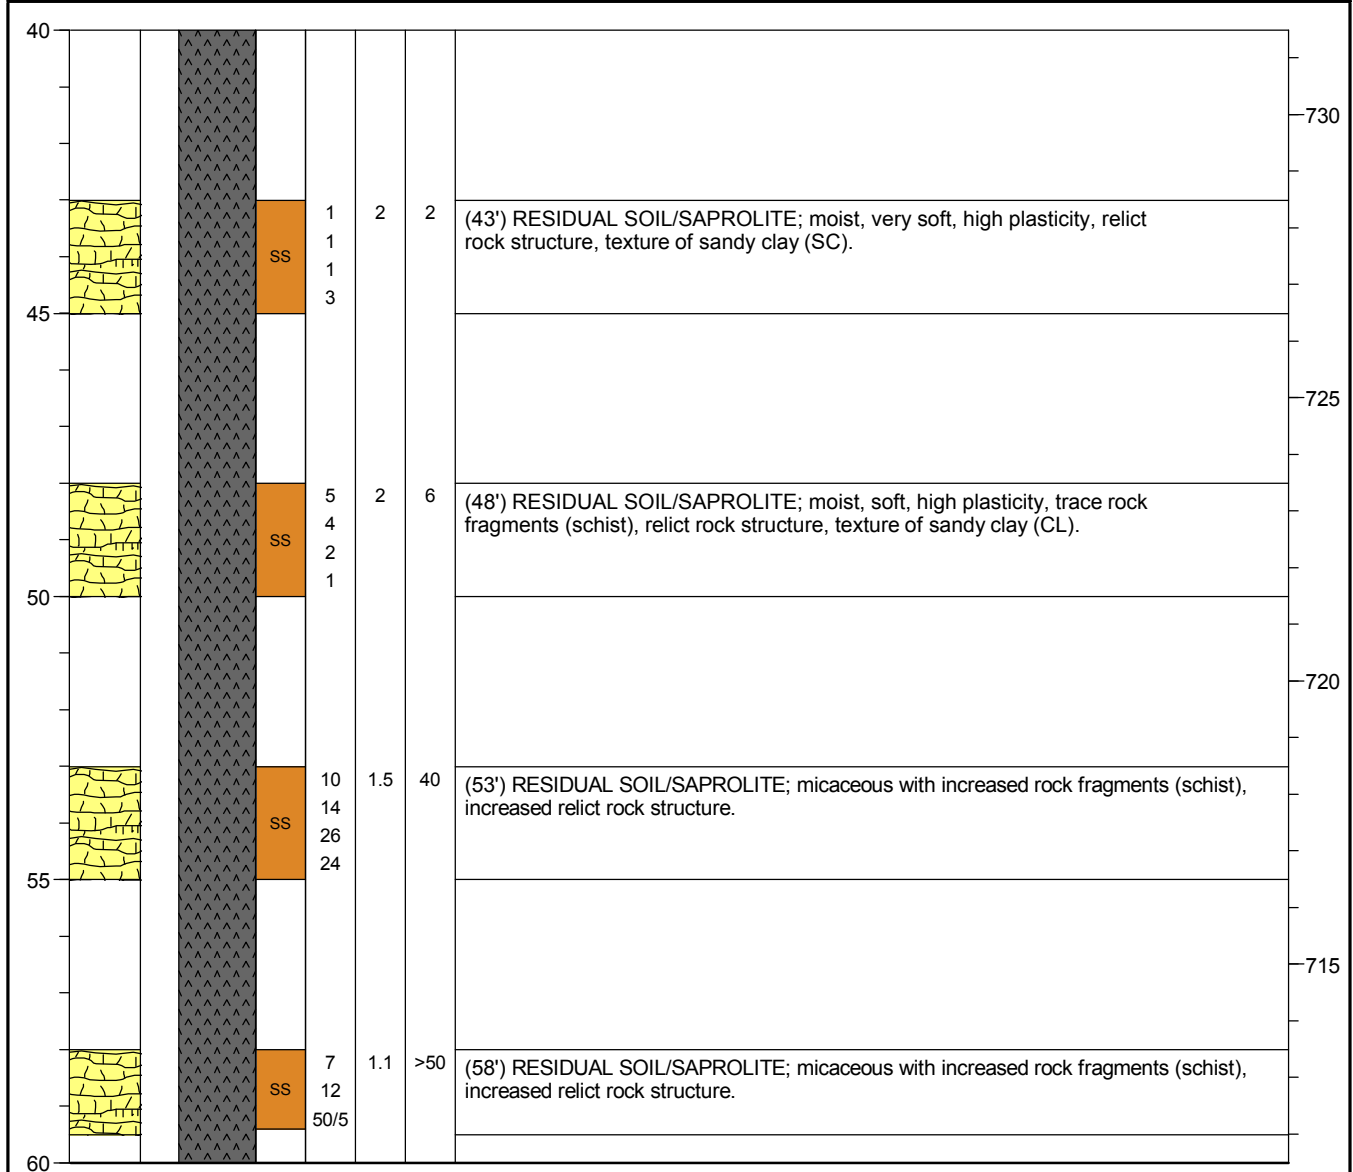 40
730
1 2 2 (43') RESIDUAL SOIL/SAPROLITE; moist, very soft, high plasticity, relict
1 rock structure, texture of sandy clay (SC).
SS
1
3
45
725
5 2 6 (48') RESIDUAL SOIL/SAPROLITE; moist, soft, high plasticity, trace rock
4 fragments (schist), relict rock structure, texture of sandy clay (CL).
SS
2
1
50
720
10 1.5 40 (53') RESIDUAL SOIL/SAPROLITE; micaceous with increased rock fragments (schist),
14 increased relict rock structure.
SS
26
24
55
715
7 1.1 >50 (58') RESIDUAL SOIL/SAPROLITE; micaceous with increased rock fragments (schist),
SS 12 increased relict rock structure.
50/5
60